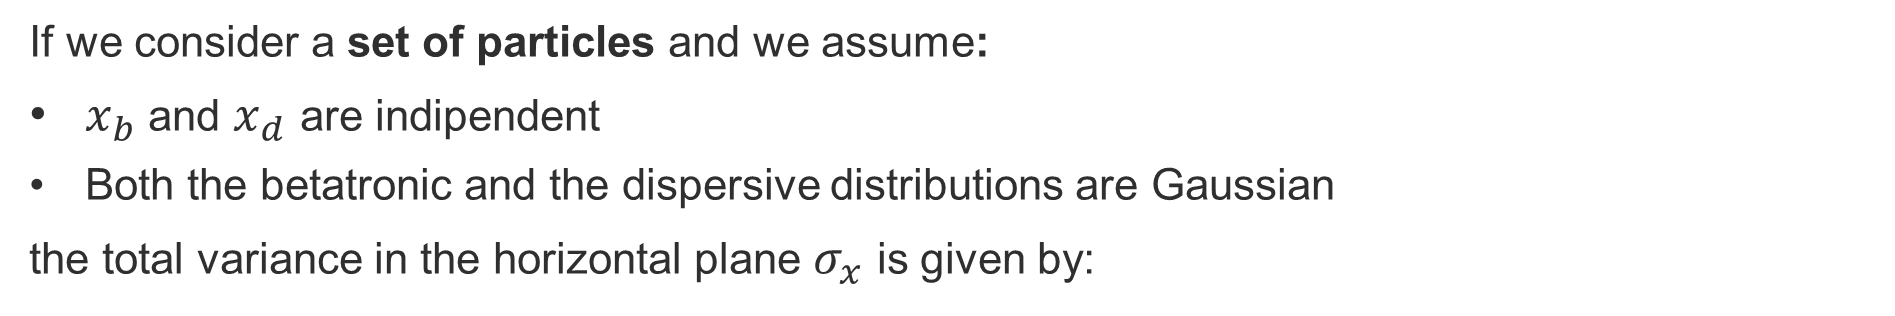 If we consider a set of particles and we assume:
• x_b and x_d are indipendent
• Both the betatronic and the dispersive distributions are Gaussian
the total variance in the horizontal plane σ_x is given by: